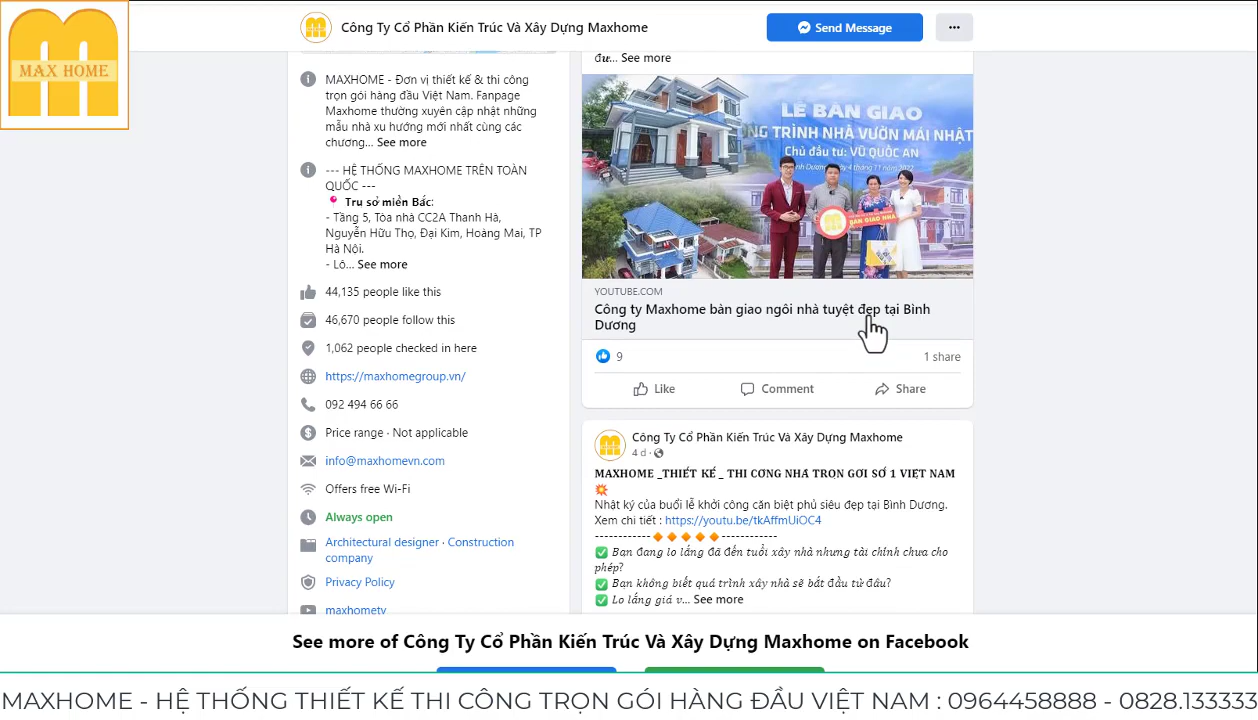 MAX HOME
Công Ty Cổ Phần Kiến Trúc Và Xây Dựng Maxhome
Send Message
MAXHOME - Đơn vị thiết kế & thi công
trọn gói hàng đầu Việt Nam. Fanpage
Maxhome thường xuyên cập nhật những
mẫu nhà xu hướng mới nhất cùng các
chương... See more
--- HỆ THỐNG MAXHOME TRÊN TOÀN
QUỐC ---
Trụ sở miền Bắc:
- Tầng 5, Tòa nhà CC2A Thanh Hà,
Nguyễn Hữu Thọ, Đại Kim, Hoàng Mai, TP
Hà Nội.
- Lô... See more
44,135 people like this
46,670 people follow this
1,062 people checked in here
https://maxhomegroup.vn/
092 494 66 66
Price range · Not applicable
info@maxhomevn.com
Offers free Wi-Fi
Always open
Architectural designer · Construction
company
Privacy Policy
maxhometv
đư... See more
LỄ BÀN GIAO
CÔNG TRÌNH NHÀ VƯỜN MÁI NHẬT
Chủ đầu tư: VŨ QUỐC AN
Bình Dương, ngày 4 tháng 11 năm 2022
BÀN GIAO NHÀ
YOUTUBE.COM
Công ty Maxhome bàn giao ngôi nhà tuyệt đẹp tại Bình
Dương
9
1 share
Like Comment Share
Công Ty Cổ Phần Kiến Trúc Và Xây Dựng Maxhome
4 d ·
MAXHOME _THIẾT KẾ _ THI CÔNG NHÀ TRỌN GÓI SỐ 1 VIỆT NAM
💥
Nhật ký của buổi lễ khởi công căn biệt phủ siêu đẹp tại Bình Dương.
Xem chi tiết : https://youtu.be/tkAffmUiOC4
------------🔸🔸🔸🔸🔸------------
✅ Bạn đang lo lắng đã đến tuổi xây nhà nhưng tài chính chưa cho
phép?
✅ Bạn không biết quá trình xây nhà sẽ bắt đầu từ đâu?
✅ Lo lắng giá v... See more
See more of Công Ty Cổ Phần Kiến Trúc Và Xây Dựng Maxhome on Facebook
MAXHOME - HỆ THỐNG THIẾT KẾ THI CÔNG TRỌN GÓI HÀNG ĐẦU VIỆT NAM : 0964458888 - 0828.133333